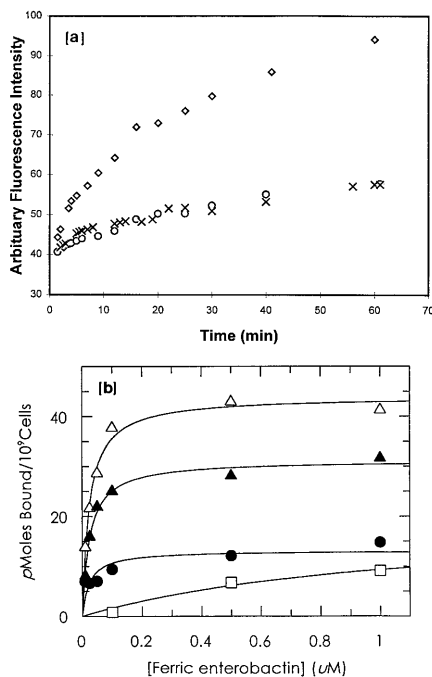 [a]
100
90
80
70
60
50
40
30
Arbituary Fluorescence Intensity
0 10 20 30 40 50 60 70
Time (min)
[b]
40
20
0
pMoles Bound/10⁹Cells
0 0.2 0.4 0.6 0.8 1
[Ferric enterobactin] (uM)